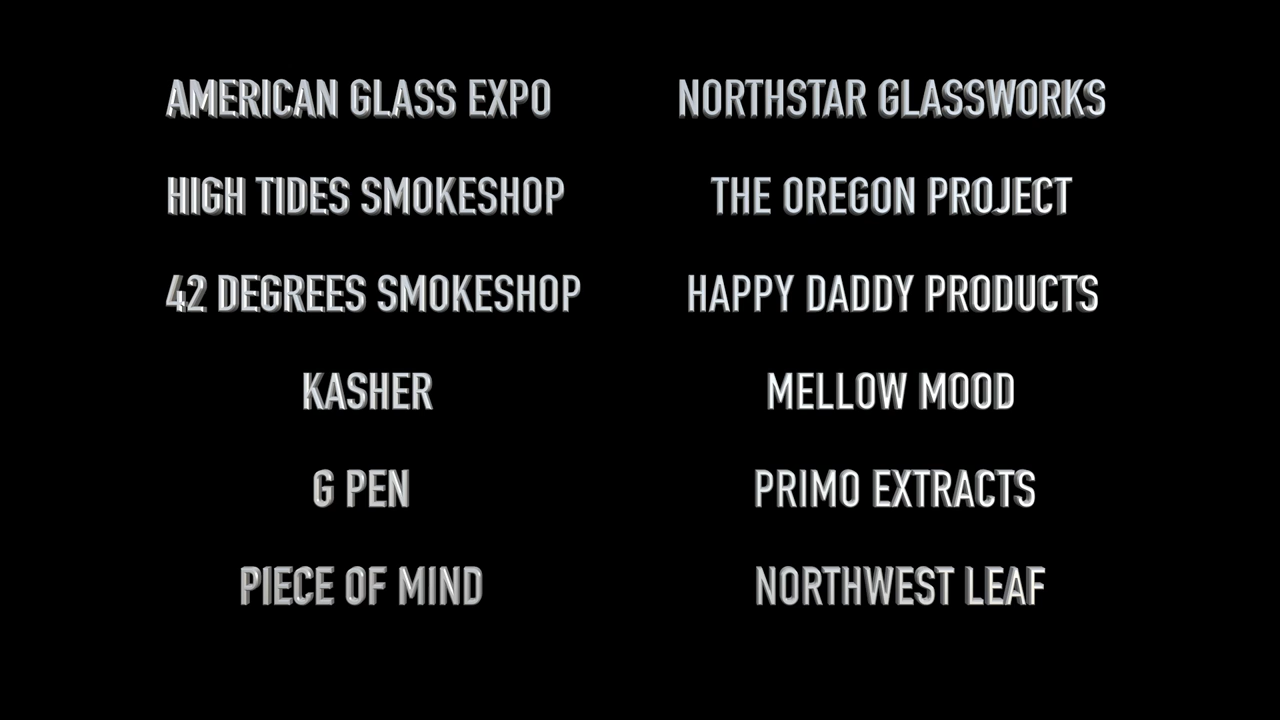 AMERICAN GLASS EXPO
NORTHSTAR GLASSWORKS
HIGH TIDES SMOKESHOP
THE OREGON PROJECT
42 DEGREES SMOKESHOP
HAPPY DADDY PRODUCTS
KASHER
MELLOW MOOD
G PEN
PRIMO EXTRACTS
PIECE OF MIND
NORTHWEST LEAF